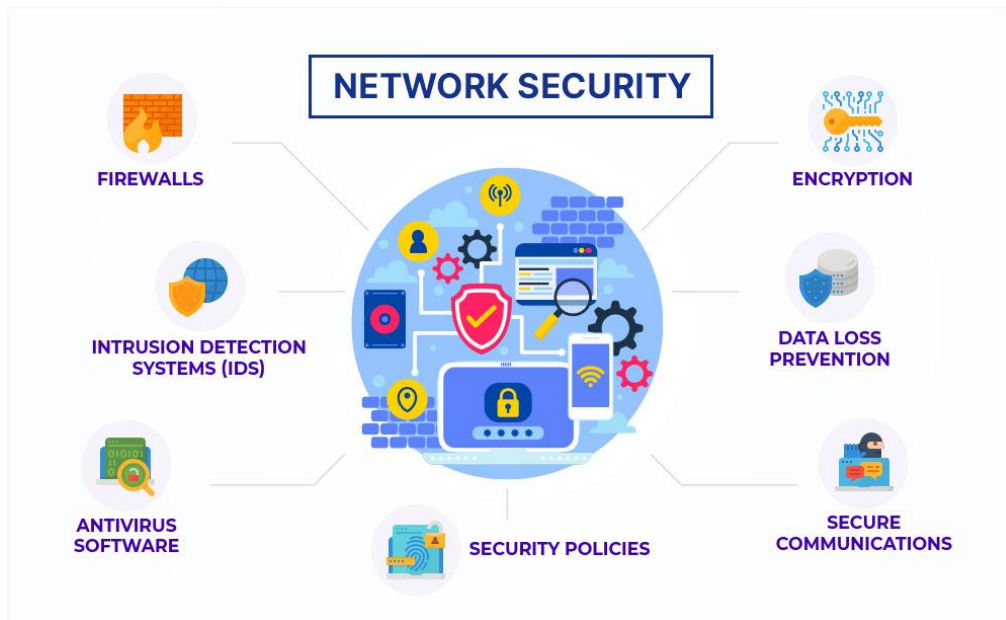 NETWORK SECURITY
FIREWALLS
ENCRYPTION
INTRUSION DETECTION
SYSTEMS (IDS)
DATA LOSS
PREVENTION
ANTIVIRUS
SOFTWARE
SECURITY POLICIES
SECURE
COMMUNICATIONS